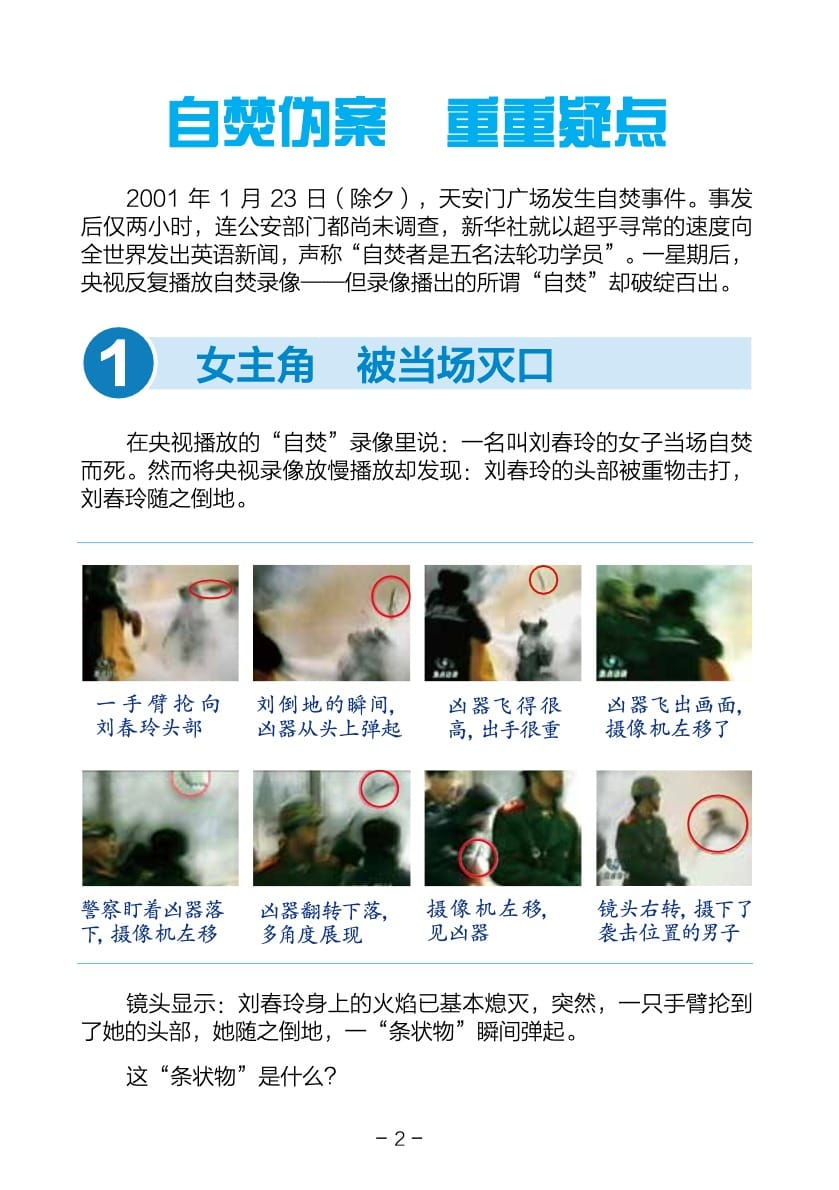 自焚伪案 重重疑点
2001 年 1 月 23 日（除夕），天安门广场发生自焚事件。事发
后仅两小时，连公安部门都尚未调查，新华社就以超乎寻常的速度向
全世界发出英语新闻，声称“自焚者是五名法轮功学员”。一星期后，
央视反复播放自焚录像——但录像播出的所谓“自焚”却破绽百出。
1 女主角 被当场灭口
在央视播放的“自焚”录像里说：一名叫刘春玲的女子当场自焚
而死。然而将央视录像放慢播放却发现：刘春玲的头部被重物击打，
刘春玲随之倒地。
一手臂抡向
刘春玲头部
刘倒地的瞬间,
凶器从头上弹起
凶器飞得很
高,出手很重
凶器飞出画面,
摄像机左移了
警察盯着凶器落
下,摄像机左移
凶器翻转下落,
多角度展现
摄像机左移,
见凶器
镜头右转,摄下了
袭击位置的男子
镜头显示：刘春玲身上的火焰已基本熄灭，突然，一只手臂抡到
了她的头部，她随之倒地，一“条状物”瞬间弹起。
这“条状物”是什么？
- 2 -